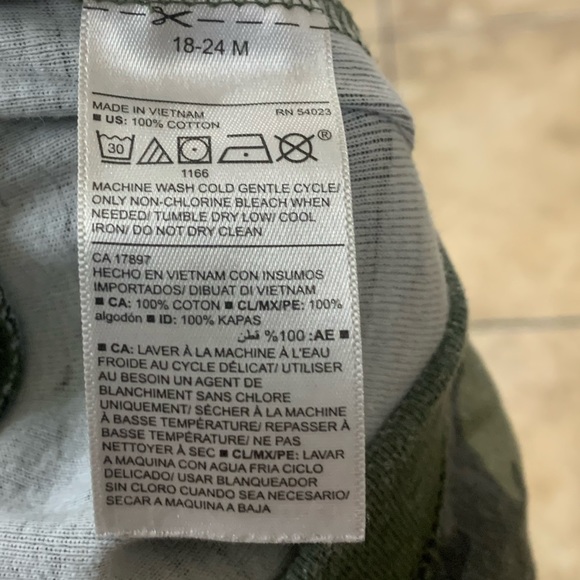 18-24 M
MADE IN VIETNAM RN 54023
■ US: 100% COTTON
30 ®
1166
MACHINE WASH COLD GENTLE CYCLE/
ONLY NON-CHLORINE BLEACH WHEN
NEEDED/ TUMBLE DRY LOW/ COOL
IRON/ DO NOT DRY CLEAN
CA 17897
HECHO EN VIETNAM CON INSUMOS
IMPORTADOS/ DIBUAT DI VIETNAM
■ CA: 100% COTON ■ CL/MX/PE: 100%
algodón ■ ID: 100% KAPAS
■ AE: 100% قطن
■ CA: LAVER À LA MACHINE À L'EAU
FROIDE AU CYCLE DÉLICAT/ UTILISER
AU BESOIN UN AGENT DE
BLANCHIMENT SANS CHLORE
UNIQUEMENT/ SÉCHER À LA MACHINE
À BASSE TEMPÉRATURE/ REPASSER À
BASSE TEMPÉRATURE/ NE PAS
NETTOYER À SEC ■ CL/MX/PE: LAVAR
A MAQUINA CON AGUA FRIA CICLO
DELICADO/ USAR BLANQUEADOR
SIN CLORO CUANDO SEA NECESARIO/
SECAR A MAQUINA A BAJA